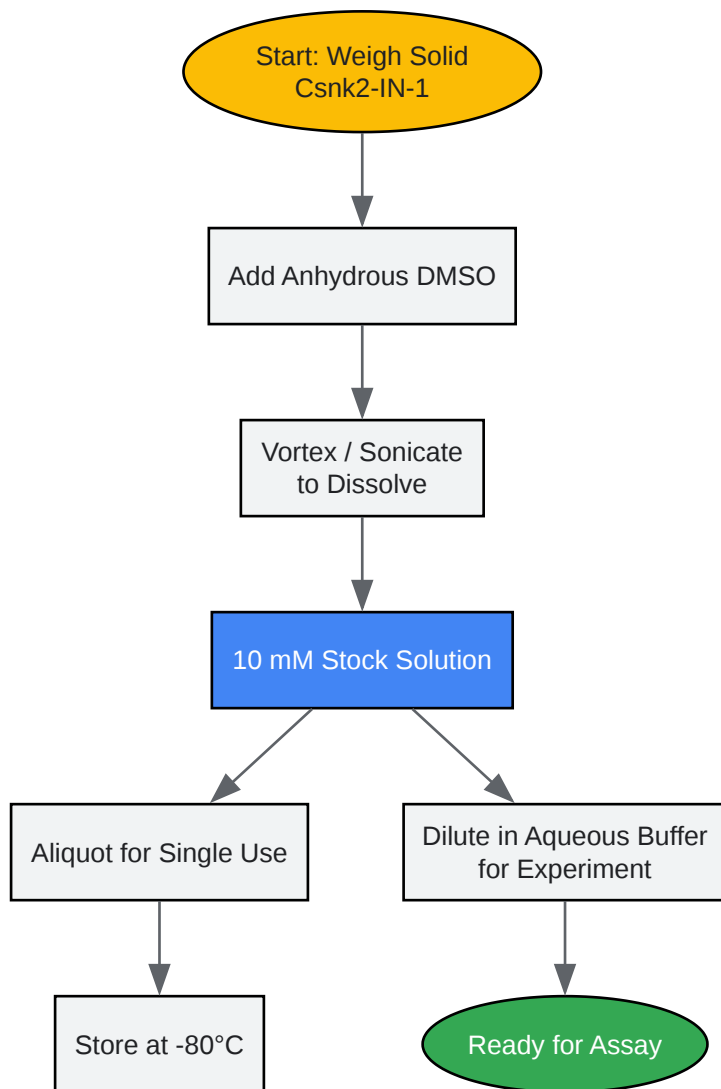 Start: Weigh Solid
Csnk2-IN-1
Add Anhydrous DMSO
Vortex / Sonicate
to Dissolve
10 mM Stock Solution
Aliquot for Single Use
Dilute in Aqueous Buffer
for Experiment
Store at -80°C
Ready for Assay